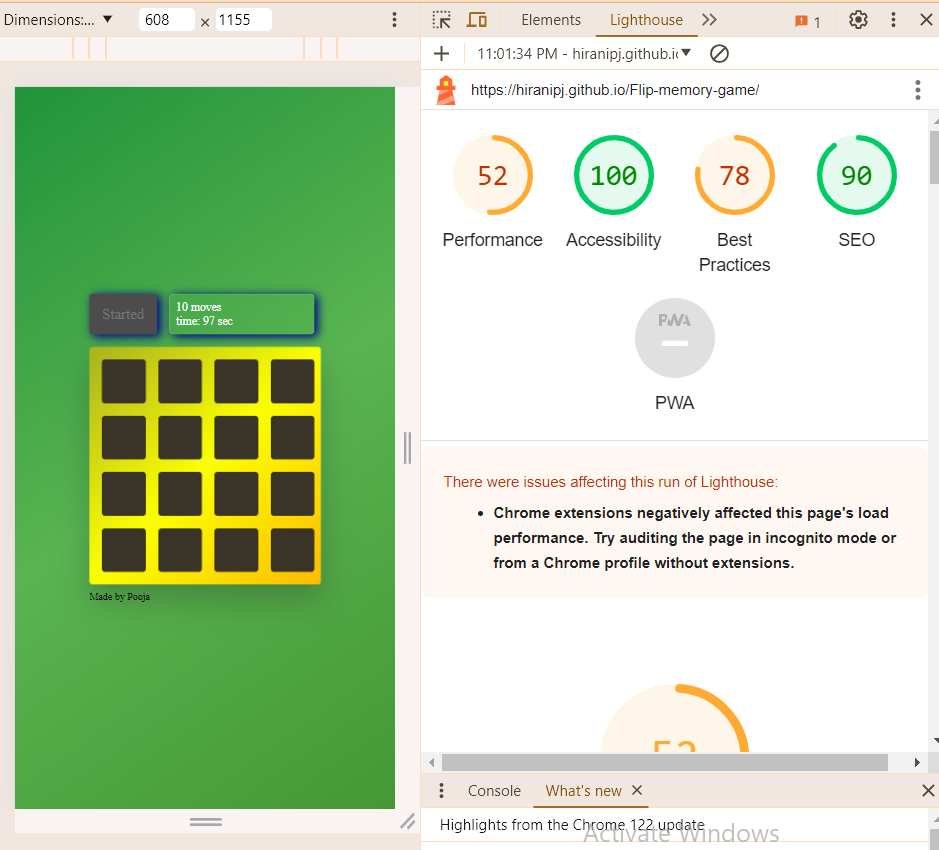 Dimensions:... 608 × 1155
Elements Lighthouse 1
11:01:34 PM - hiranipj.github.ic
https://hiranipj.github.io/Flip-memory-game/
52 100 78 90
Performance Accessibility Best Practices SEO
PWA
PWA
Started
10 moves
time: 97 sec
Made by Pooja
There were issues affecting this run of Lighthouse:
Chrome extensions negatively affected this page's load
performance. Try auditing the page in incognito mode or
from a Chrome profile without extensions.
52
Console What's new
Highlights from the Chrome 122 update
Activate Windows